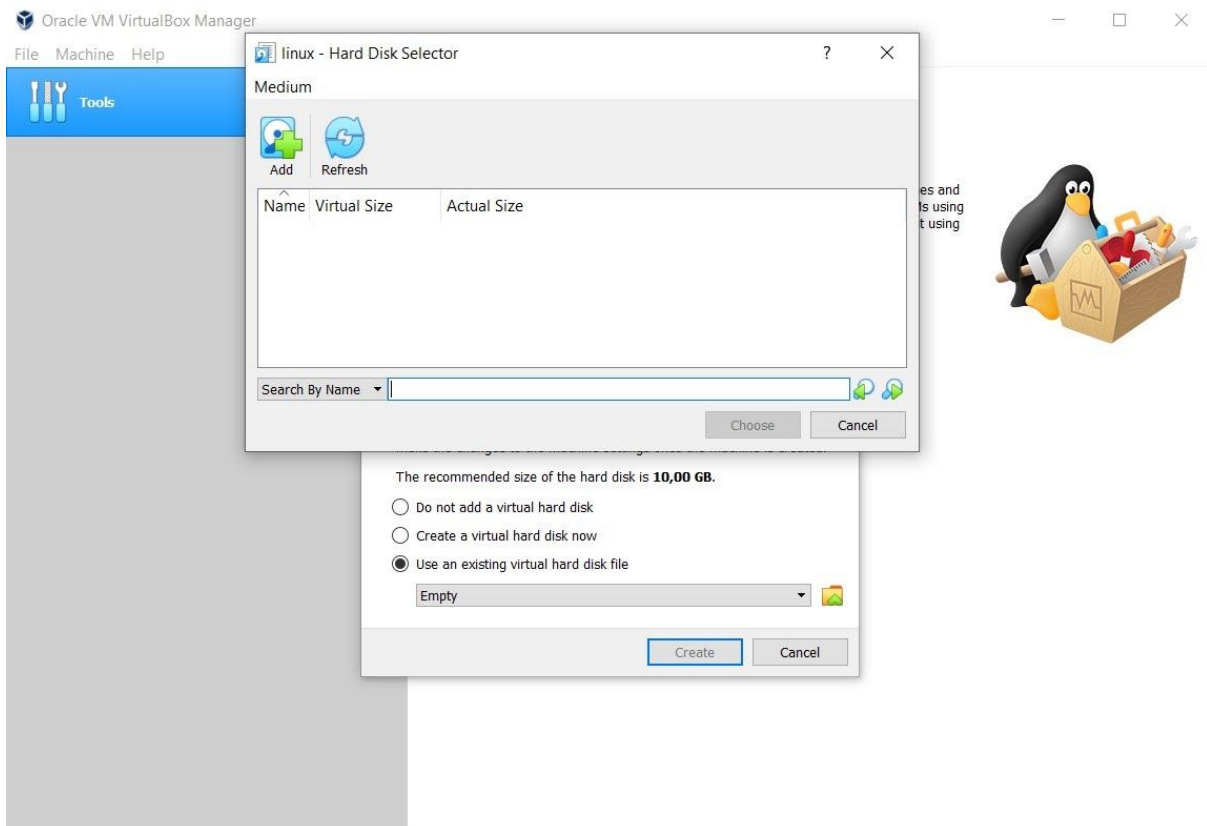 Oracle VM VirtualBox Manager
File Machine Help
Tools
linux - Hard Disk Selector
?
Medium
Add Refresh
Name Virtual Size Actual Size
Search By Name
Choose Cancel
es and
using
t using
The recommended size of the hard disk is 10,00 GB.
Do not add a virtual hard disk
Create a virtual hard disk now
Use an existing virtual hard disk file
Empty
Create Cancel